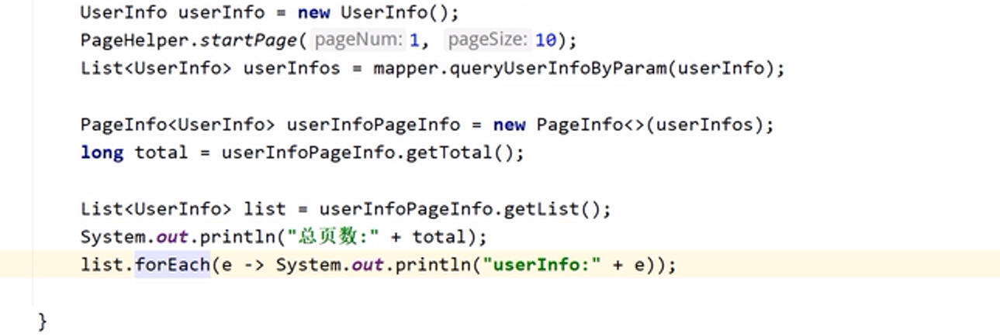 UserInfo userInfo = new UserInfo();
PageHelper.startPage( pageNum: 1, pageSize: 10);
List<UserInfo> userInfos = mapper.queryUserInfoByParam(userInfo);
PageInfo<UserInfo> userInfoPageInfo = new PageInfo<>(userInfos);
long total = userInfoPageInfo.getTotal();
List<UserInfo> list = userInfoPageInfo.getList();
System.out.println("总页数:" + total);
list.forEach(e -> System.out.println("userInfo:" + e));
}